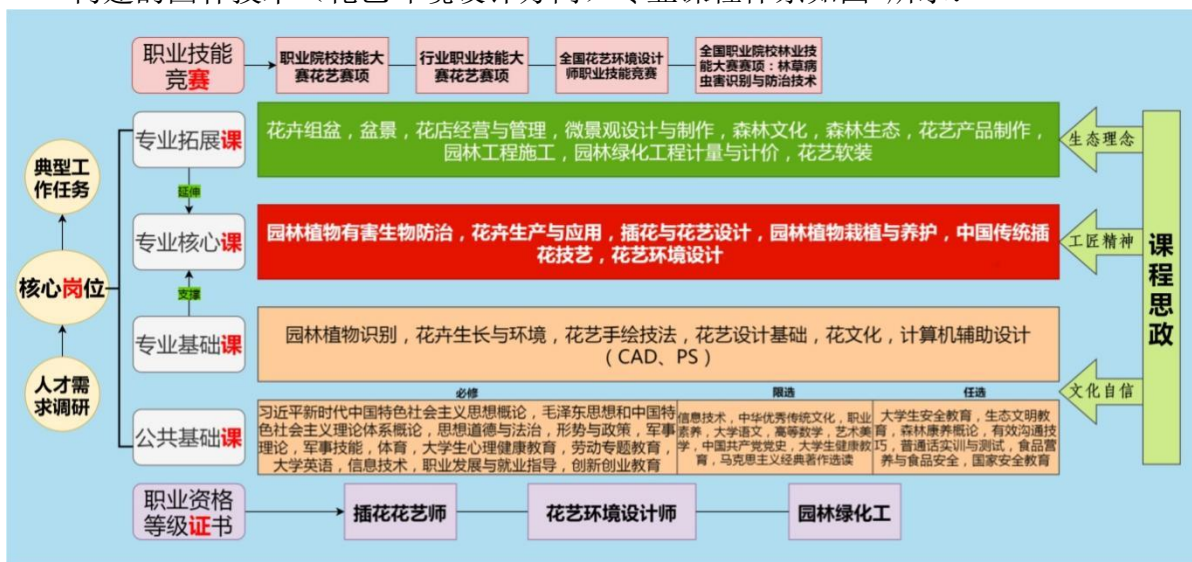 职业技能
竞赛
职业院校技能大
赛花艺赛项
行业职业技能大
赛花艺赛项
全国花艺环境设计
师职业技能竞赛
全国职业院校林业技
能大赛赛项：林草病
虫害识别与防治技术
典型工
作任务
核心岗位
人才需
求调研
专业拓展课
花卉组盆，盆景，花店经营与管理，微景观设计与制作，森林文化，森林生态，花艺产品制作，
园林工程施工，园林绿化工程计量与计价，花艺软装
延伸
专业核心课
园林植物有害生物防治，花卉生产与应用，插花与花艺设计，园林植物栽植与养护，中国传统插
花技艺，花艺环境设计
支撑
专业基础课
园林植物识别，花卉生长与环境，花艺手绘技法，花艺设计基础，花文化，计算机辅助设计
（CAD、PS）
公共基础课
必修
习近平新时代中国特色社会主义思想概论，毛泽东思想和中国特
色社会主义理论体系概论，思想道德与法治，形势与政策，军事
理论，军事技能，体育，大学生心理健康教育，劳动专题教育，
大学英语，信息技术，职业发展与就业指导，创新创业教育
限选
信息技术，中华优秀传统文化，职业
素养，大学语文，高等数学，艺术美
学，中国共产党党史，大学生健康教
育，马克思主义经典著作选读
任选
大学生安全教育，生态文明教
育，森林康养概论，有效沟通技
巧，普通话实训与测试，食品营
养与食品安全，国家安全教育
生态理念
工匠精神
文化自信
课程思政
职业资格
等级证书
插花花艺师
花艺环境设计师
园林绿化工